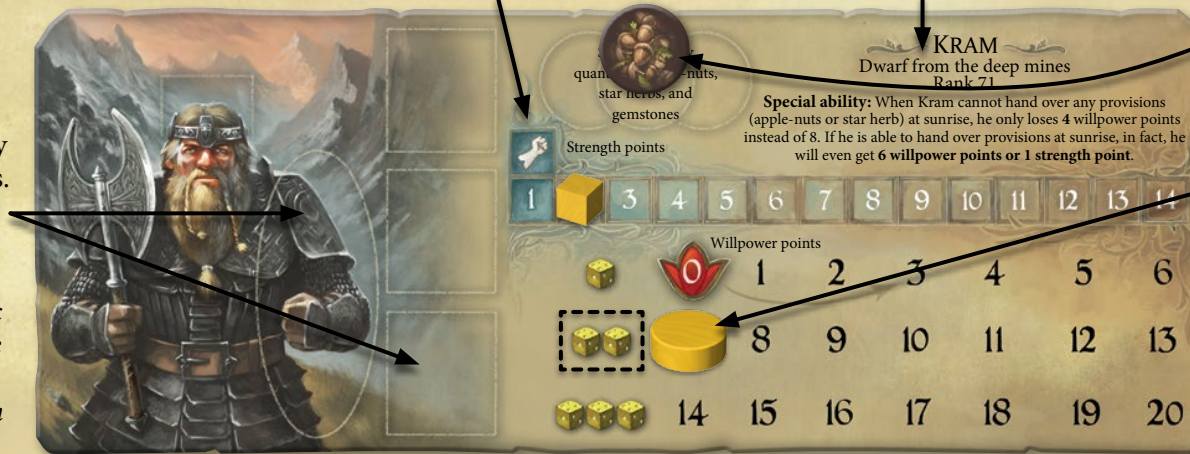 KRAM
Dwarf from the deep mines
Rank 71
Special ability: When Kram cannot hand over any provisions
(apple-nuts or star herb) at sunrise, he only loses 4 willpower points
instead of 8. If he is able to hand over provisions at sunrise, in fact, he
will even get 6 willpower points or 1 strength point.
-nuts,
star herbs, and
gemstones
Strength points
1 3 4 5 6 7 8 9 10 11 12 13 14
Willpower points
0 1 2 3 4 5 6
8 9 10 11 12 13
14 15 16 17 18 19 20
y
s.